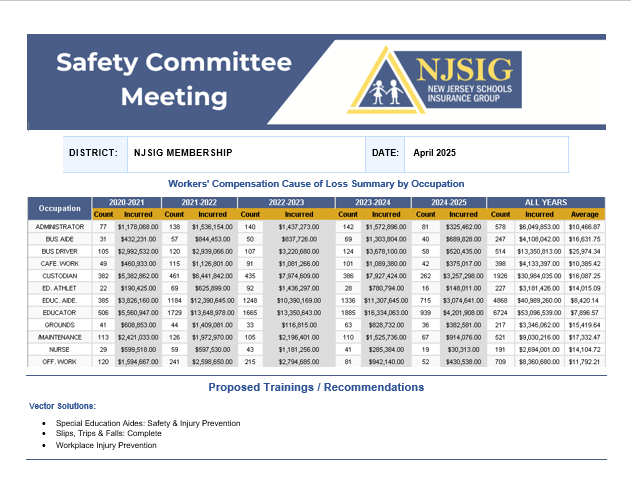 Safety Committee
Meeting
NJSIG
NEW JERSEY SCHOOLS
INSURANCE GROUP
DISTRICT: NJSIG MEMBERSHIP DATE: April 2025
Workers' Compensation Cause of Loss Summary by Occupation
Occupation 2020-2021 2021-2022 2022-2023 2023-2024 2024-2025 ALL YEARS
Count Incurred Count Incurred Count Incurred Count Incurred Count Incurred Count Incurred Average
ADMINISTRATOR 77 $1,178,068.00 138 $1,536,154.00 140 $1,437,273.00 142 $1,572,896.00 81 $325,462.00 578 $6,049,853.00 $10,466.87
BUS AIDE 31 $432,231.00 57 $844,453.00 50 $837,726.00 69 $1,303,804.00 40 $689,828.00 247 $4,108,042.00 $16,631.75
BUS DRIVER 105 $2,992,532.00 120 $2,939,066.00 107 $3,220,680.00 124 $3,678,100.00 58 $520,435.00 514 $13,350,813.00 $25,974.34
CAFE. WORK 49 $460,933.00 115 $1,126,801.00 91 $1,081,266.00 101 $1,089,380.00 42 $375,017.00 398 $4,133,397.00 $10,385.42
CUSTODIAN 382 $5,382,862.00 461 $6,441,842.00 435 $7,974,609.00 386 $7,927,424.00 262 $3,257,298.00 1926 $30,984,035.00 $16,087.25
ED. ATHLET 22 $190,425.00 69 $625,899.00 92 $1,436,297.00 28 $780,794.00 16 $148,011.00 227 $3,181,426.00 $14,015.09
EDUC. AIDE. 385 $3,826,160.00 1184 $12,390,645.00 1248 $10,390,169.00 1336 $11,307,645.00 715 $3,074,641.00 4868 $40,989,260.00 $8,420.14
EDUCATOR 506 $5,560,947.00 1729 $13,648,978.00 1665 $13,350,643.00 1885 $16,334,063.00 939 $4,201,908.00 6724 $53,096,539.00 $7,896.57
GROUNDS 41 $608,853.00 44 $1,409,081.00 33 $116,815.00 63 $828,732.00 36 $382,581.00 217 $3,346,062.00 $15,419.64
/MAINTENANCE 113 $2,421,033.00 126 $1,972,970.00 105 $2,196,401.00 110 $1,525,736.00 67 $914,076.00 521 $9,030,216.00 $17,332.47
NURSE 29 $599,518.00 59 $597,530.00 43 $1,181,256.00 41 $285,384.00 19 $30,313.00 191 $2,694,001.00 $14,104.72
OFF. WORK 120 $1,594,667.00 241 $2,598,650.00 215 $2,794,685.00 81 $942,140.00 52 $430,538.00 709 $8,360,680.00 $11,792.21
Proposed Trainings / Recommendations
Vector Solutions:
• Special Education Aides: Safety & Injury Prevention
• Slips, Trips & Falls: Complete
• Workplace Injury Prevention